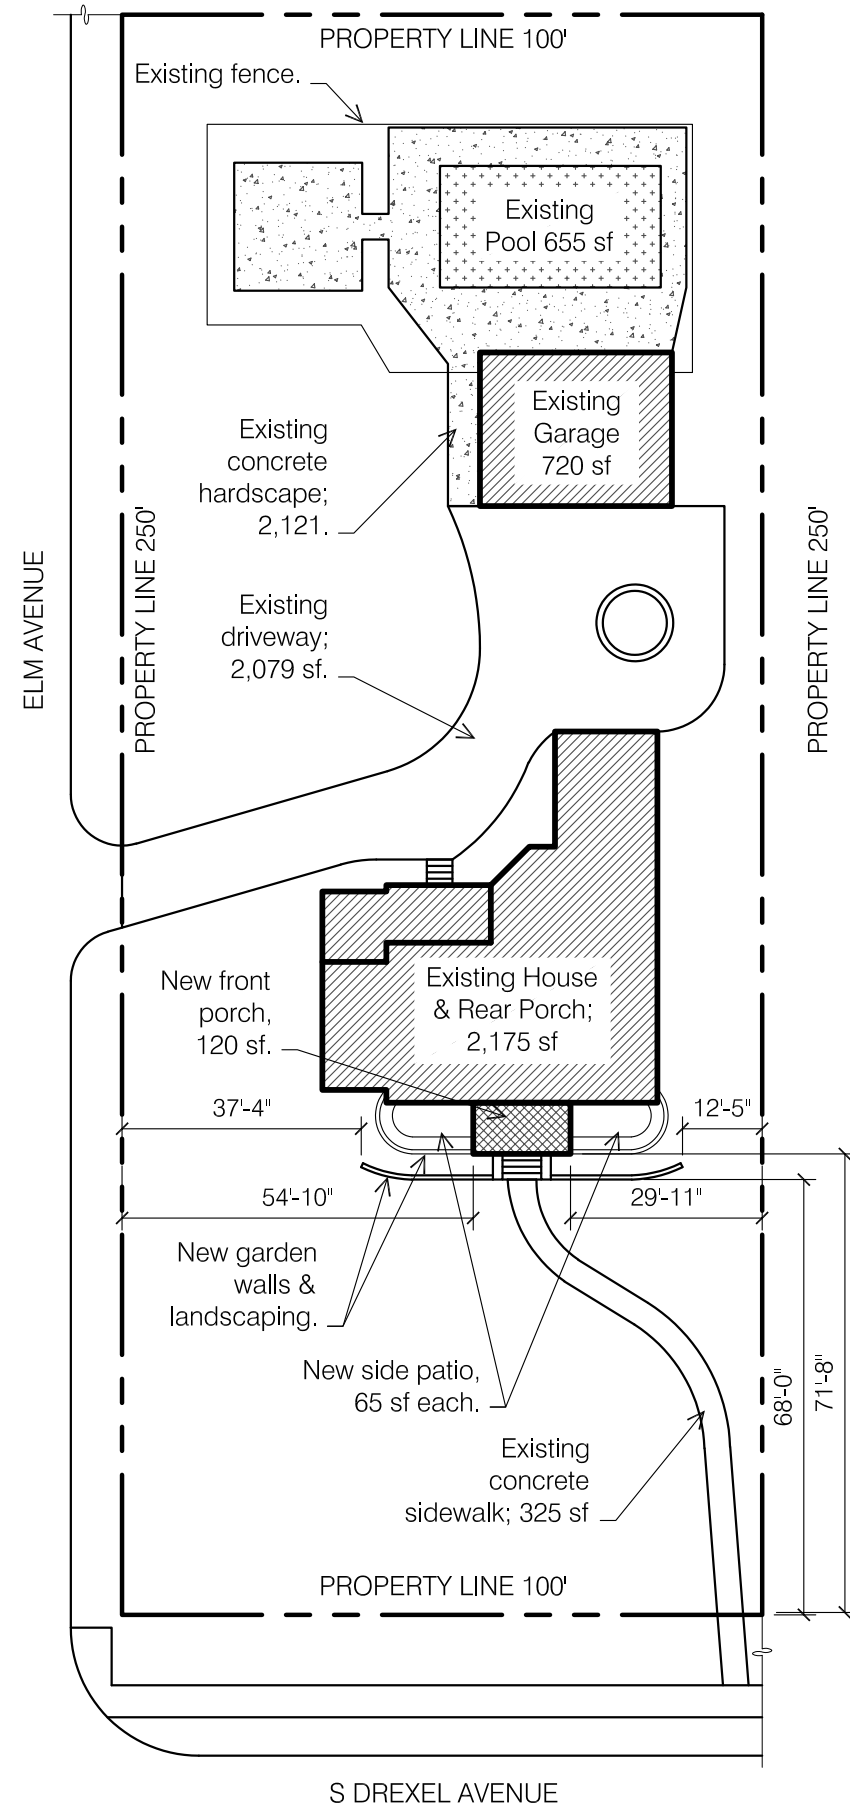 PROPERTY LINE 100'
Existing fence.
Existing
Pool 655 sf
Existing
Garage
720 sf
Existing
concrete
hardscape;
2,121.
ELM AVENUE
PROPERTY LINE 250'
PROPERTY LINE 250'
Existing
driveway;
2,079 sf.
New front
porch,
120 sf.
Existing House
& Rear Porch;
2,175 sf
37'-4"
12'-5"
54'-10"
29'-11"
New garden
walls &
landscaping.
New side patio,
65 sf each.
68'-0"
71'-8"
Existing
concrete
sidewalk; 325 sf
PROPERTY LINE 100'
S DREXEL AVENUE